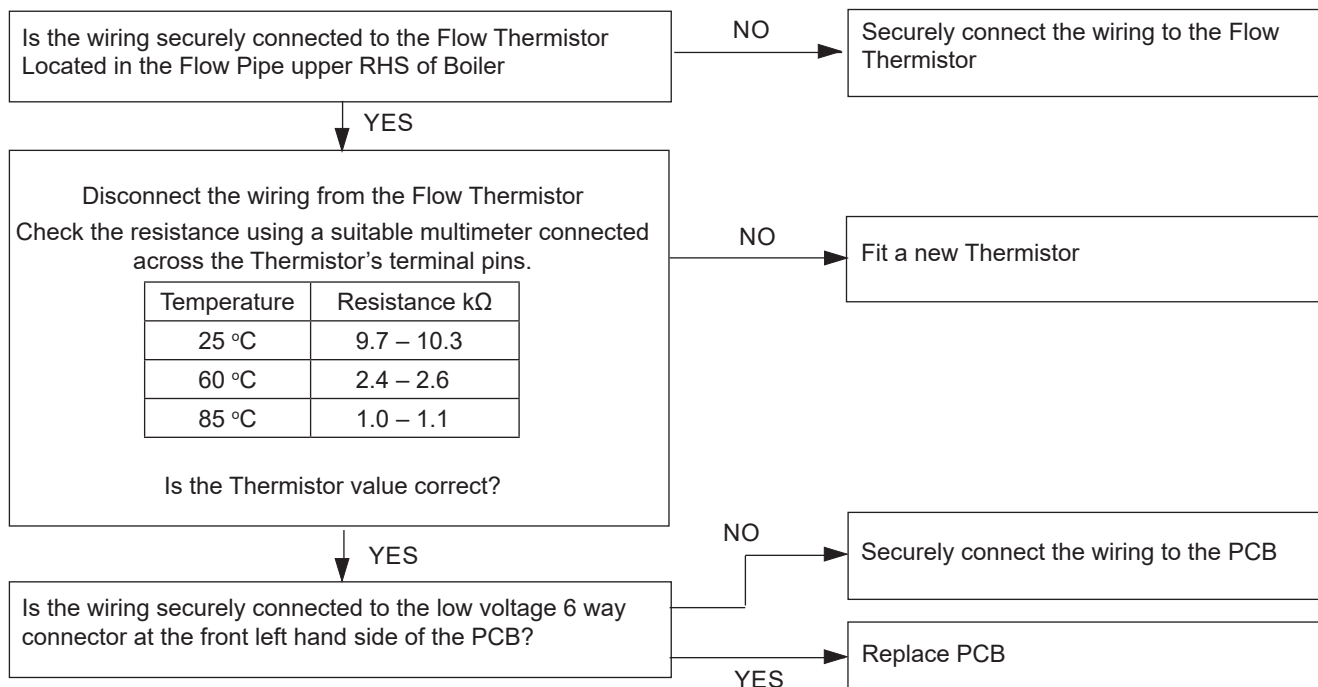 Is the wiring securely connected to the Flow Thermistor
Located in the Flow Pipe upper RHS of Boiler
NO
Securely connect the wiring to the Flow
Thermistor
YES
Disconnect the wiring from the Flow Thermistor
Check the resistance using a suitable multimeter connected
across the Thermistor’s terminal pins.
Temperature Resistance kΩ
25 °C 9.7 – 10.3
60 °C 2.4 – 2.6
85 °C 1.0 – 1.1
Is the Thermistor value correct?
NO
Fit a new Thermistor
YES
Is the wiring securely connected to the low voltage 6 way
connector at the front left hand side of the PCB?
NO
Securely connect the wiring to the PCB
YES
Replace PCB